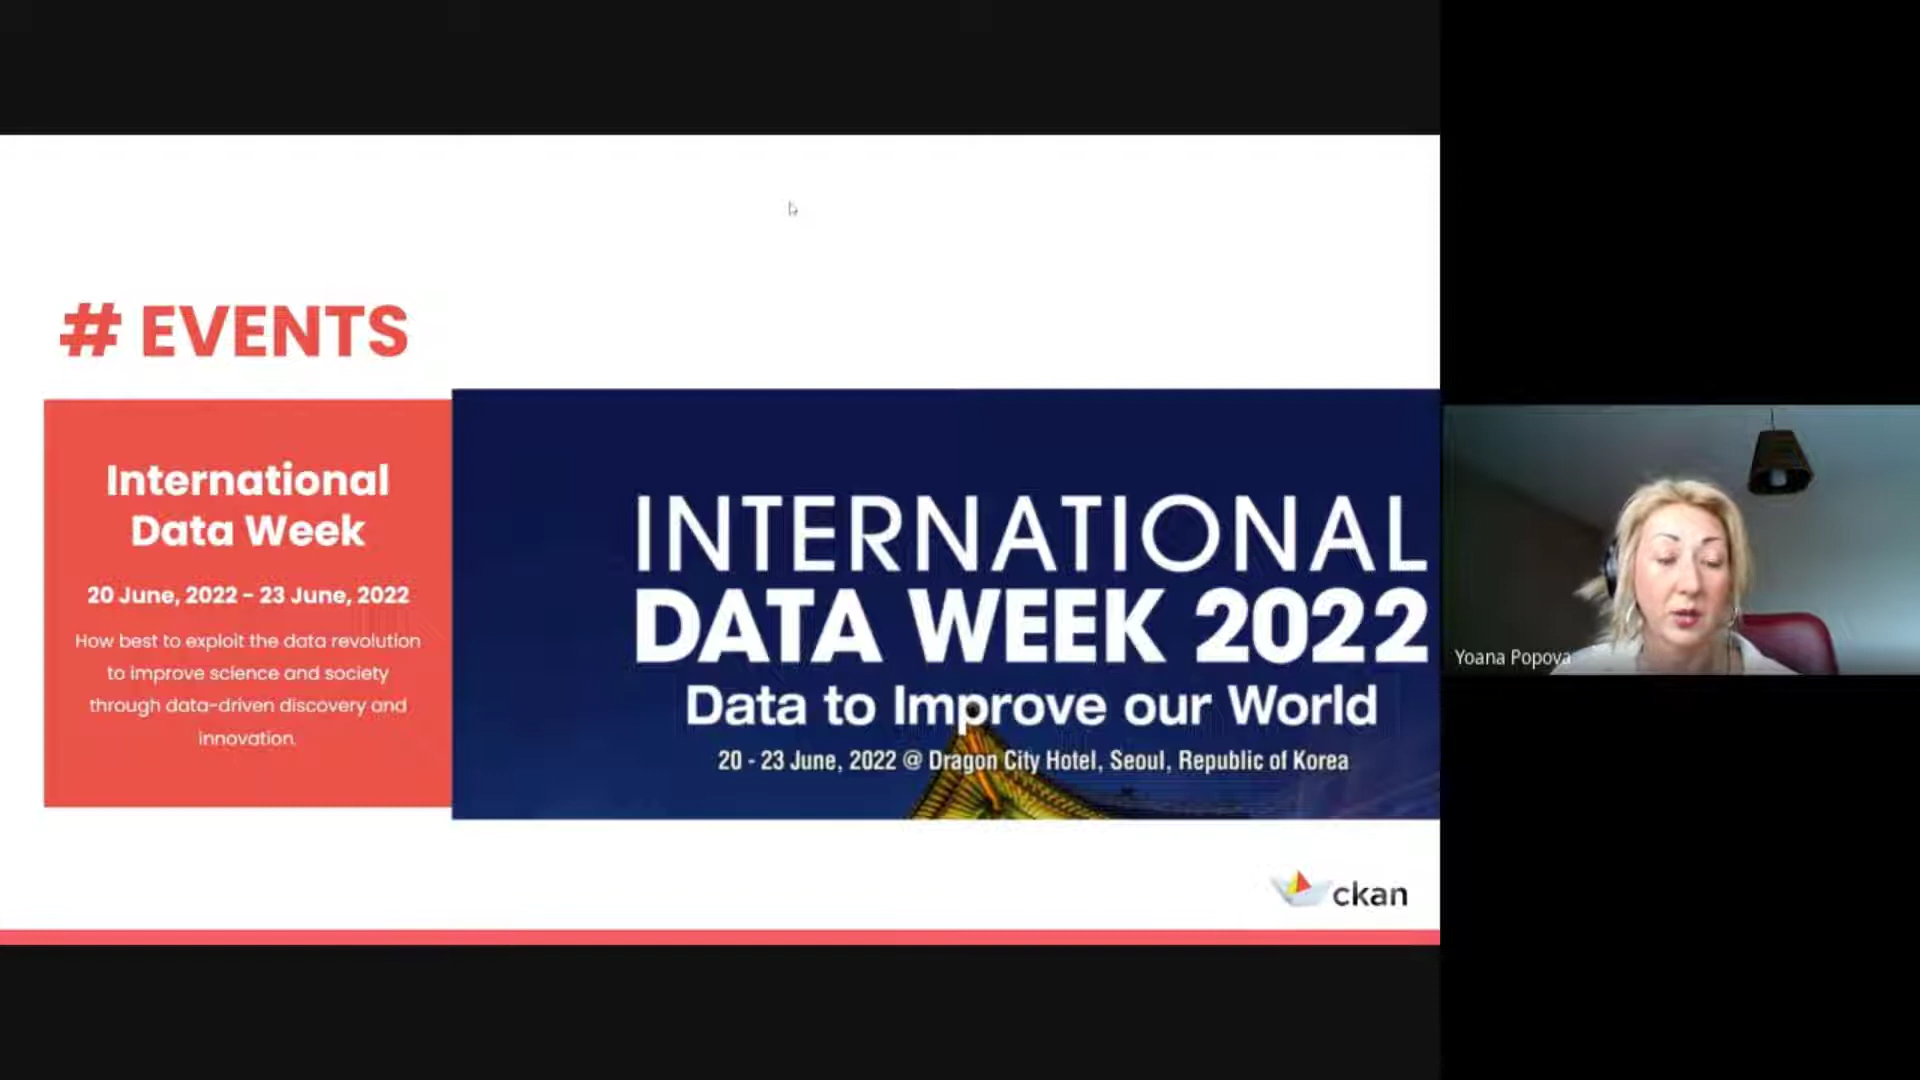 # EVENTS
International
Data Week
20 June, 2022 - 23 June, 2022
How best to exploit the data revolution
to improve science and society
through data-driven discovery and
innovation.
INTERNATIONAL
DATA WEEK 2022
Data to Improve our World
20 - 23 June, 2022 @ Dragon City Hotel, Seoul, Republic of Korea
ckan
Yoana Popova